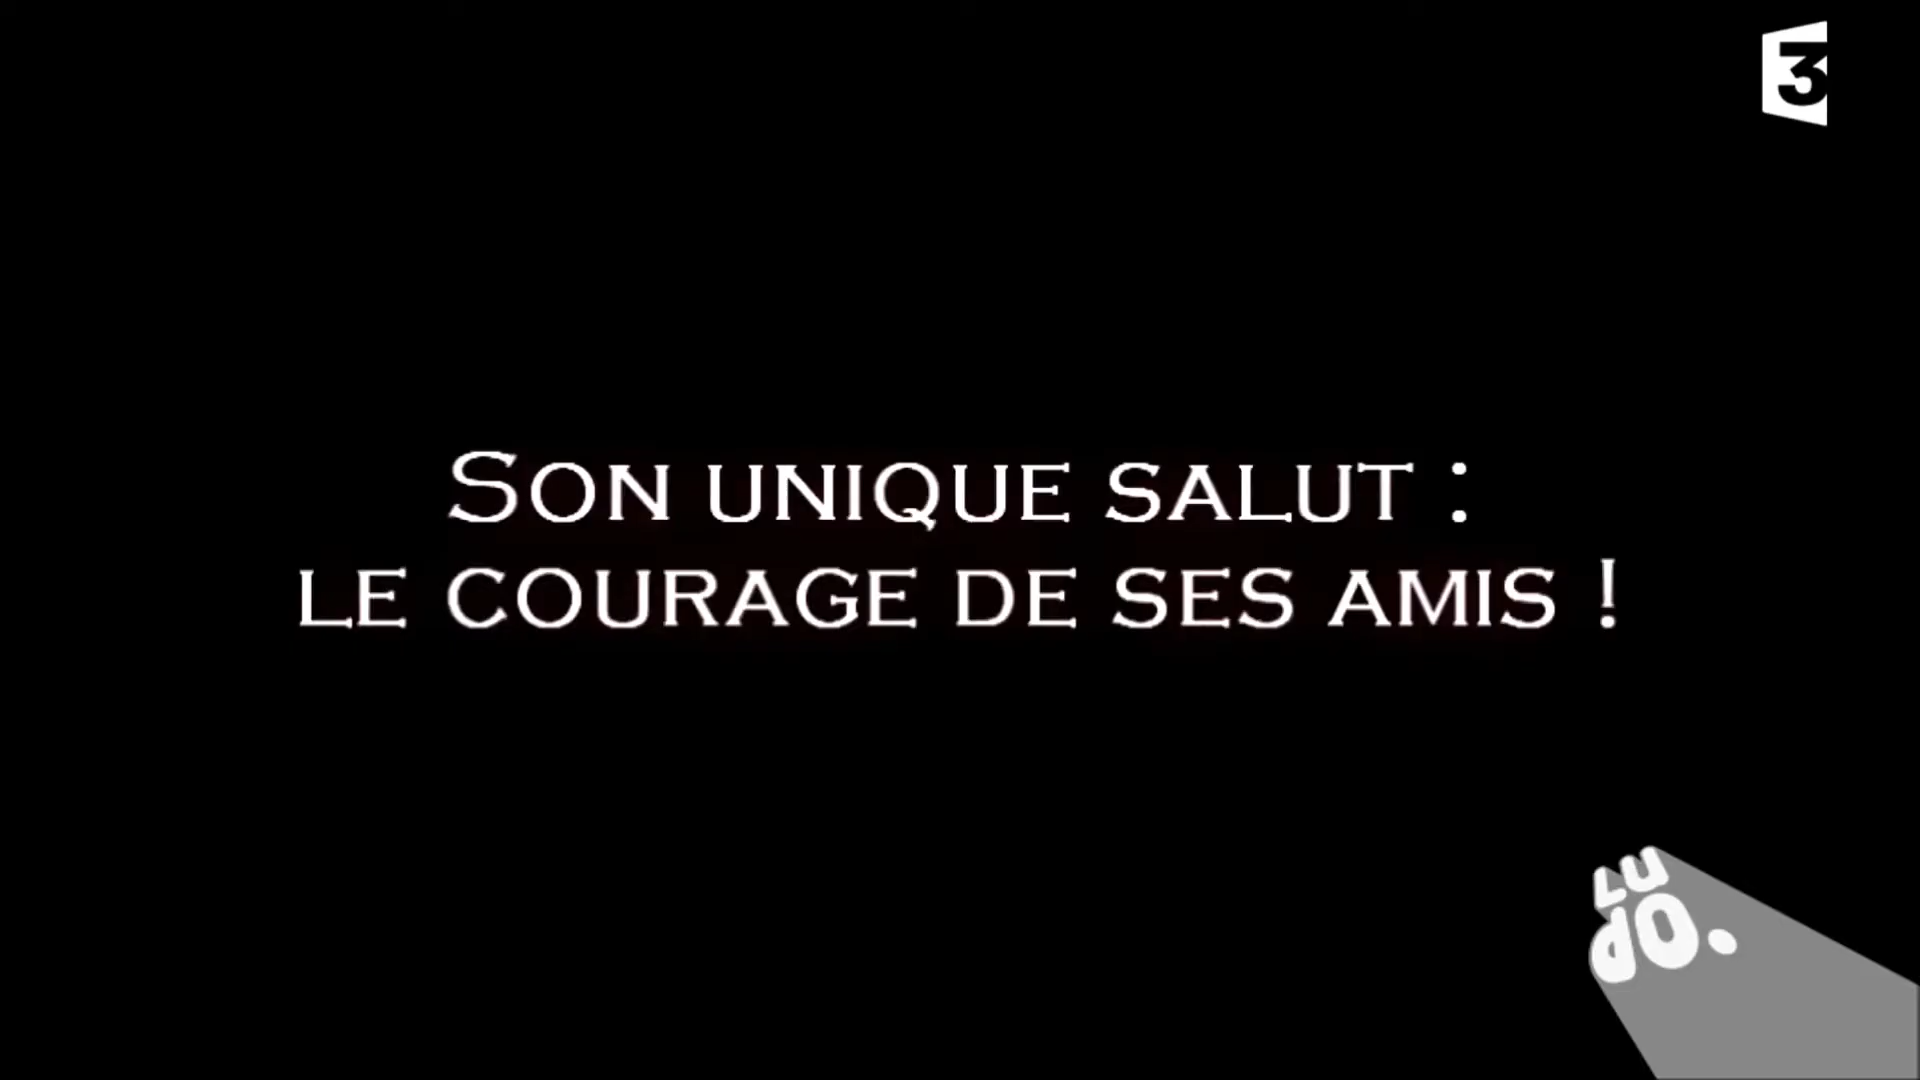 3
SON UNIQUE SALUT :
LE COURAGE DE SES AMIS !
LUDO.